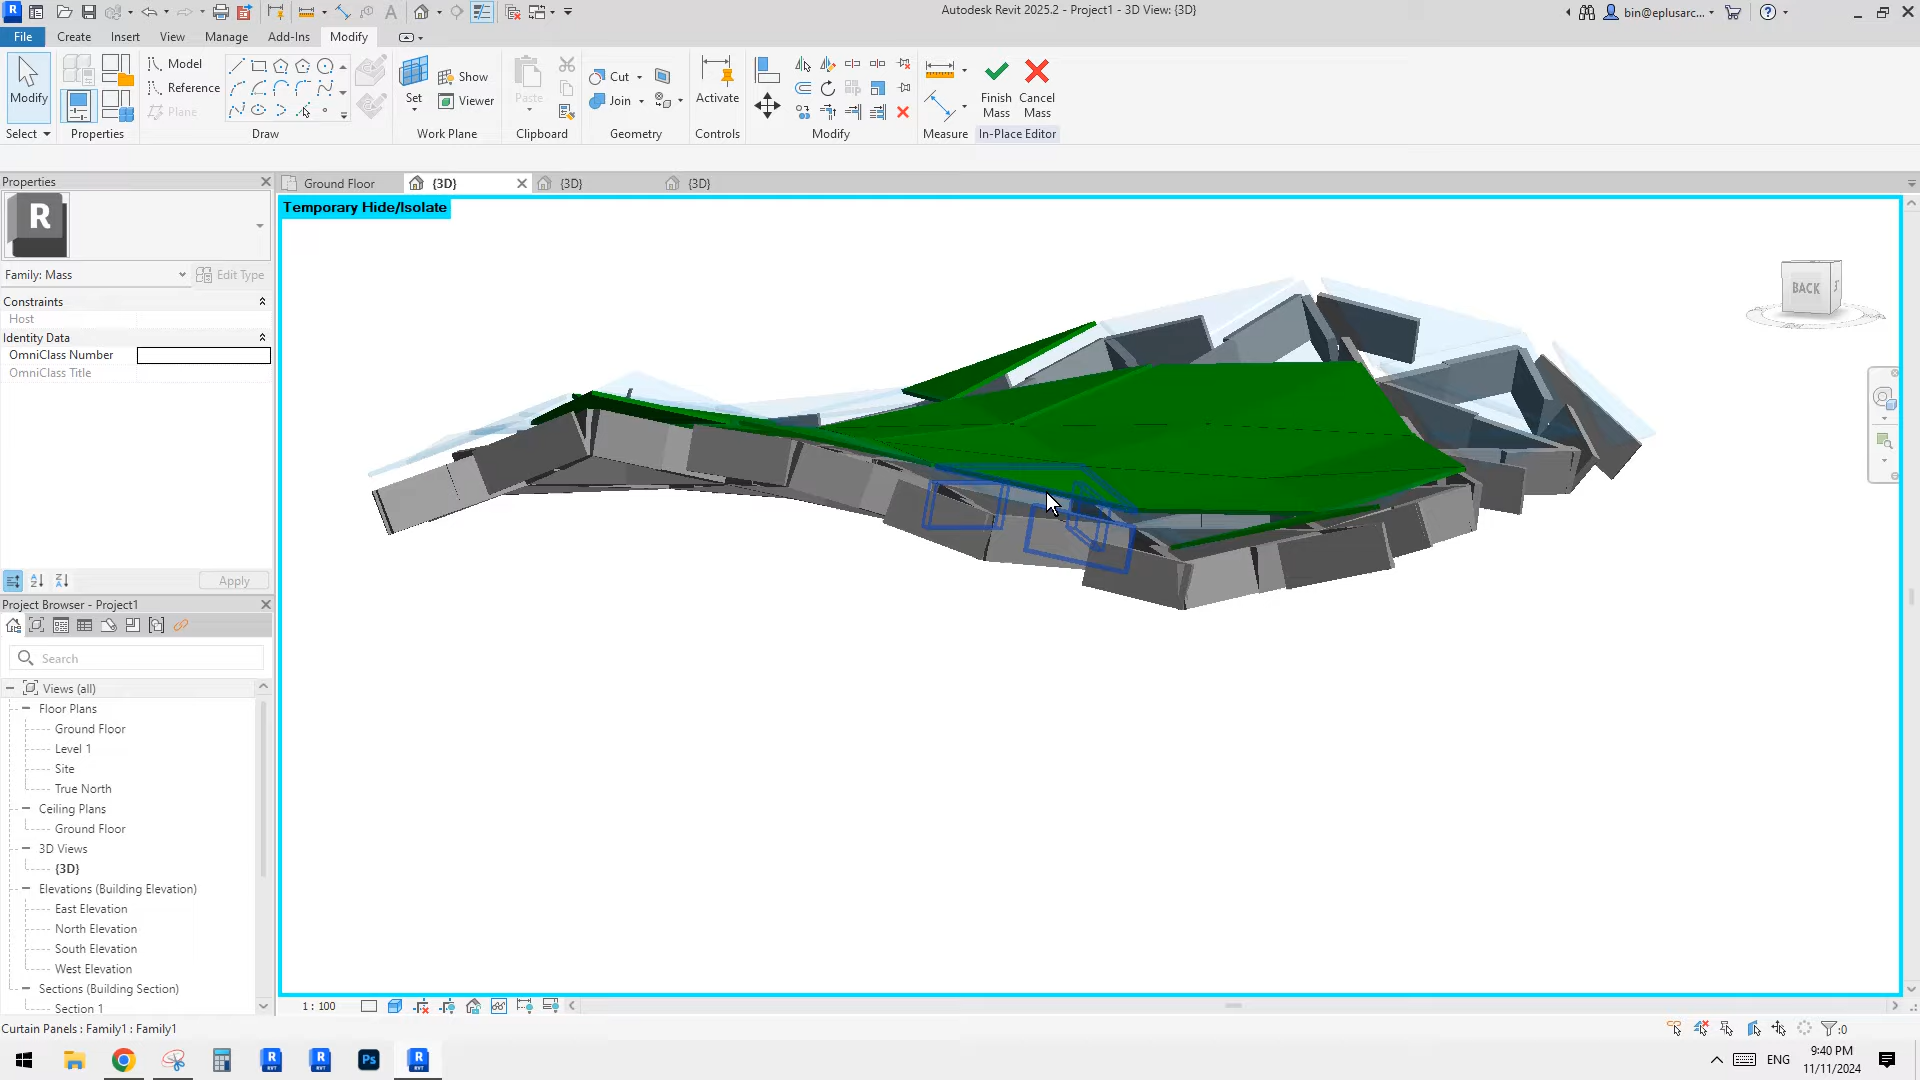 Autodesk Revit 2025.2 - Project1 - 3D View: {3D}
bin@eplusarc...
File
Create
Insert
View
Manage
Add-Ins
Modify
Modify
Select
Properties
Model
Reference
Plane
Draw
Set
Show
Viewer
Work Plane
Paste
Clipboard
Cut
Join
Geometry
Activate
Controls
Modify
Measure
Finish
Mass
Cancel
Mass
In-Place Editor
Properties
Ground Floor
{3D}
{3D}
{3D}
Temporary Hide/Isolate
R
Family: Mass
Edit Type
Constraints
Host
Identity Data
OmniClass Number
OmniClass Title
Apply
BACK
Project Browser - Project1
Search
Views (all)
Floor Plans
Ground Floor
Level 1
Site
True North
Ceiling Plans
Ground Floor
3D Views
{3D}
Elevations (Building Elevation)
East Elevation
North Elevation
South Elevation
West Elevation
Sections (Building Section)
Section 1
1 : 100
Curtain Panels : Family1 : Family1
:0
Ps
ENG
9:40 PM
11/11/2024